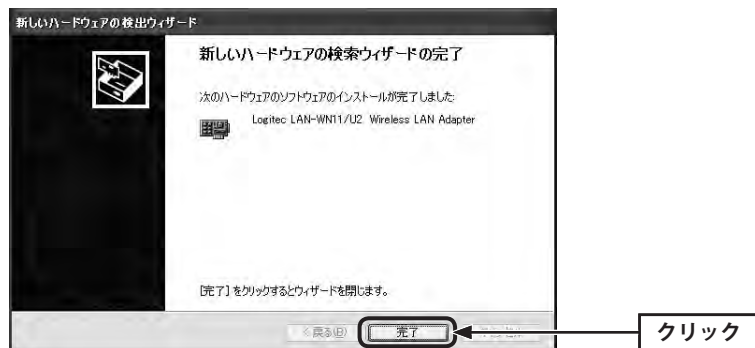 新しいハードウェアの検出ウィザード
新しいハードウェアの検索ウィザードの完了
次のハードウェアのソフトウェアのインストールが完了しました:
Logitec LAN-WN11/U2 Wireless LAN Adapter
[完了] をクリックするとウィザードを閉じます。
< 戻る(B)
完了
クリック